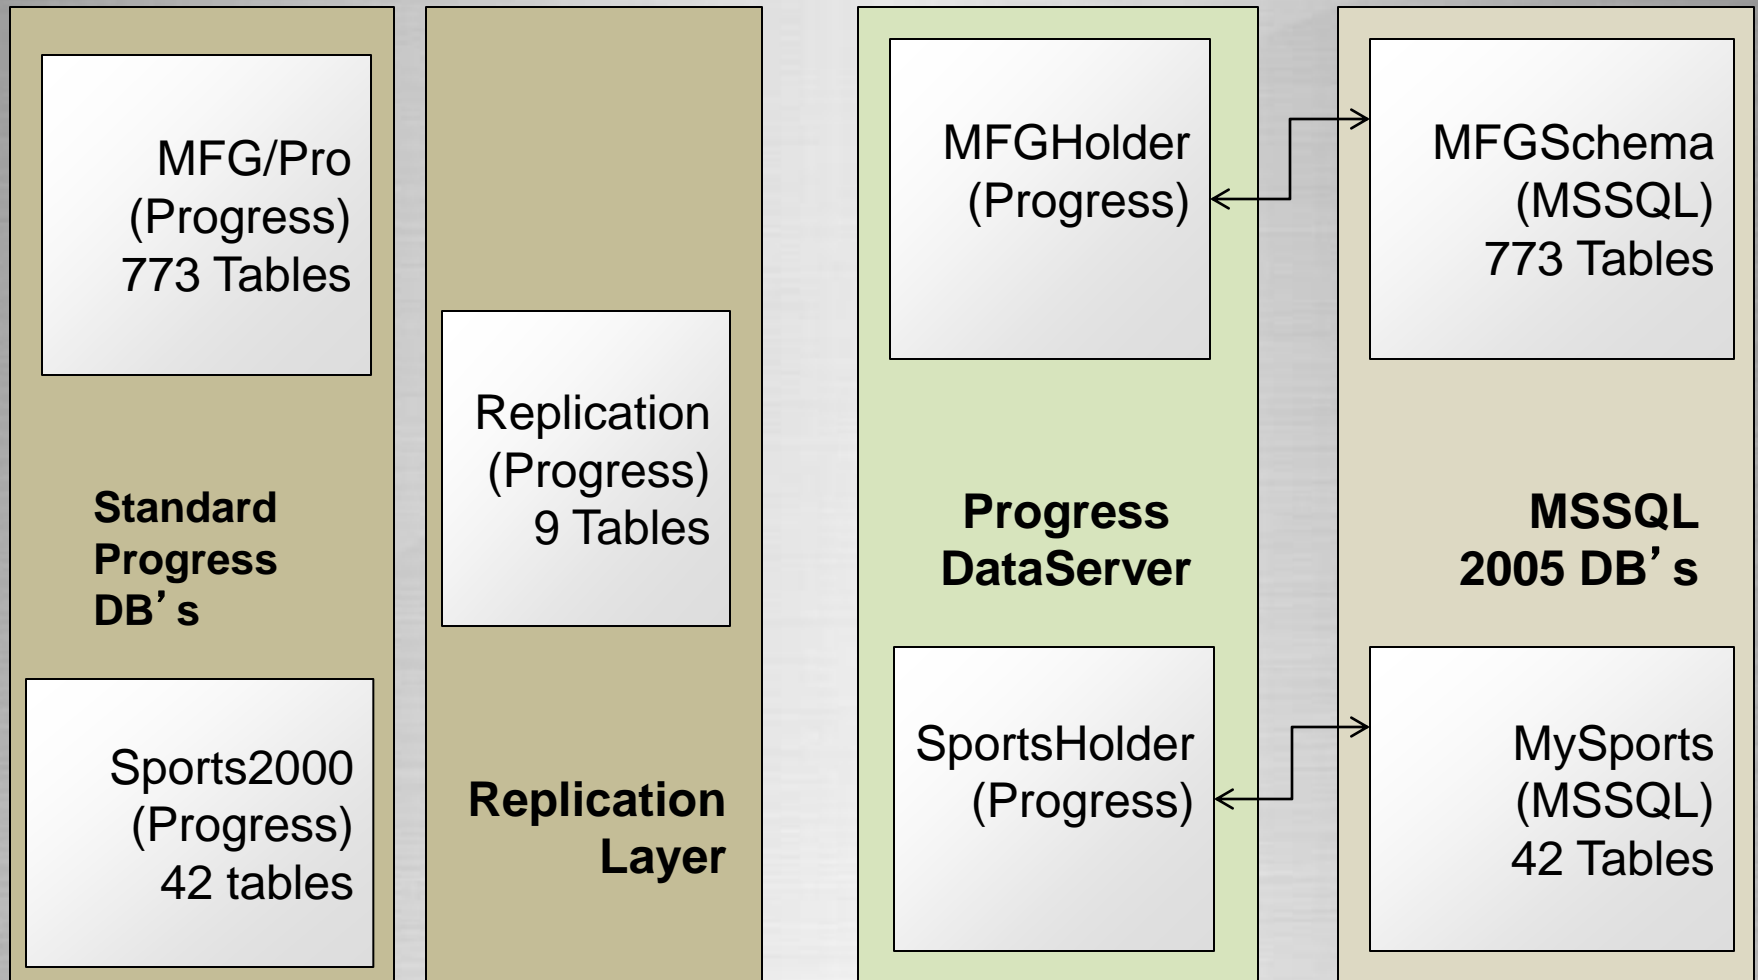 MFG/Pro
(Progress)
773 Tables
Standard
Progress
DB’s
Sports2000
(Progress)
42 tables
Replication
(Progress)
9 Tables
Replication
Layer
MFGHolder
(Progress)
Progress
DataServer
SportsHolder
(Progress)
MFGSchema
(MSSQL)
773 Tables
MSSQL
2005 DB’s
MySports
(MSSQL)
42 Tables